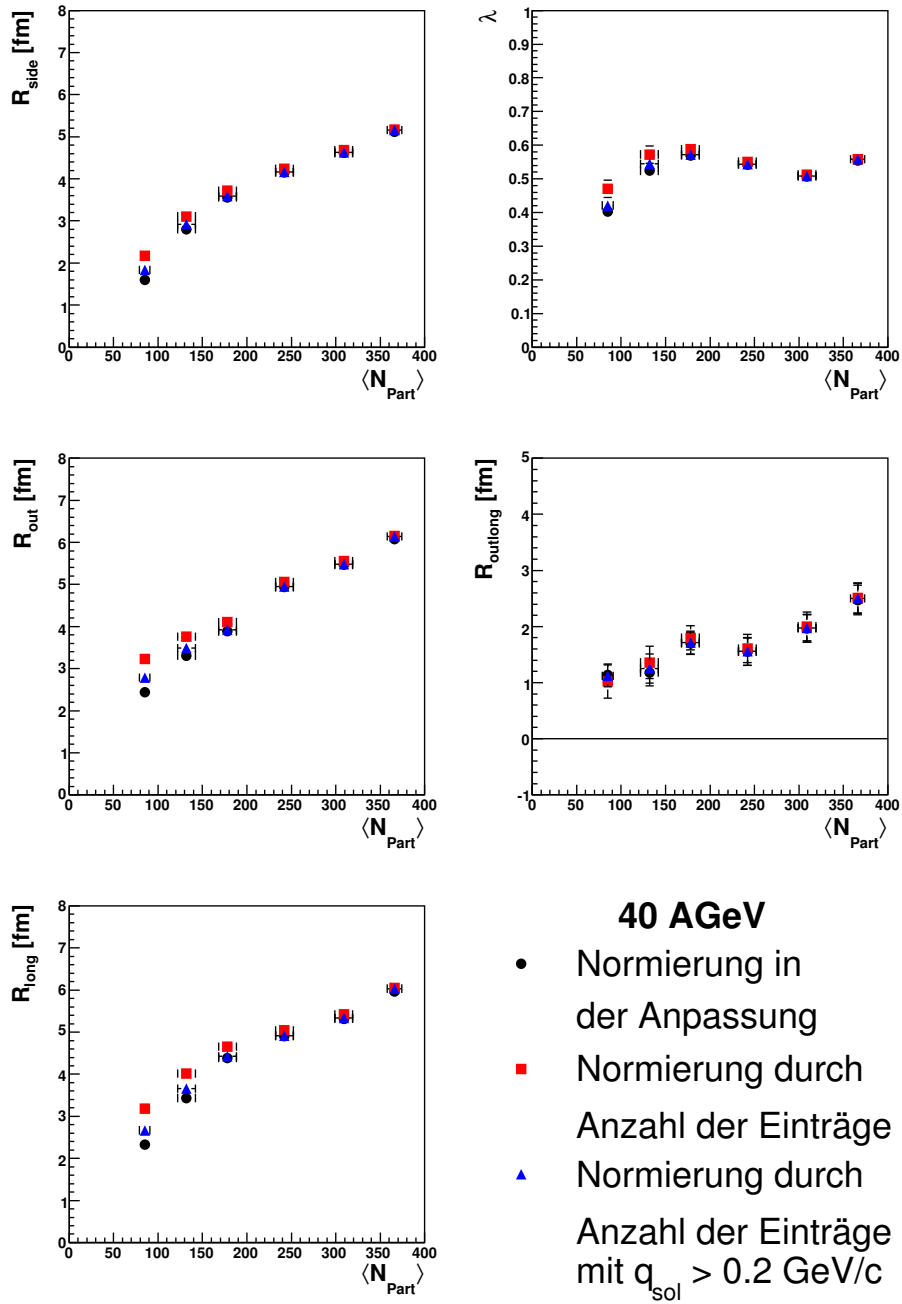 R_side [fm]
8
7
6
5
4
3
2
1
0
0 50 100 150 200 250 300 350 400
⟨N_Part⟩
λ
1
0.9
0.8
0.7
0.6
0.5
0.4
0.3
0.2
0.1
0
0 50 100 150 200 250 300 350 400
⟨N_Part⟩
R_out [fm]
8
7
6
5
4
3
2
1
0
0 50 100 150 200 250 300 350 400
⟨N_Part⟩
R_outlong [fm]
5
4
3
2
1
0
-1
0 50 100 150 200 250 300 350 400
⟨N_Part⟩
R_long [fm]
8
7
6
5
4
3
2
1
0
0 50 100 150 200 250 300 350 400
⟨N_Part⟩
40 AGeV
Normierung in
der Anpassung
Normierung durch
Anzahl der Einträge
Normierung durch
Anzahl der Einträge
mit q_sol > 0.2 GeV/c